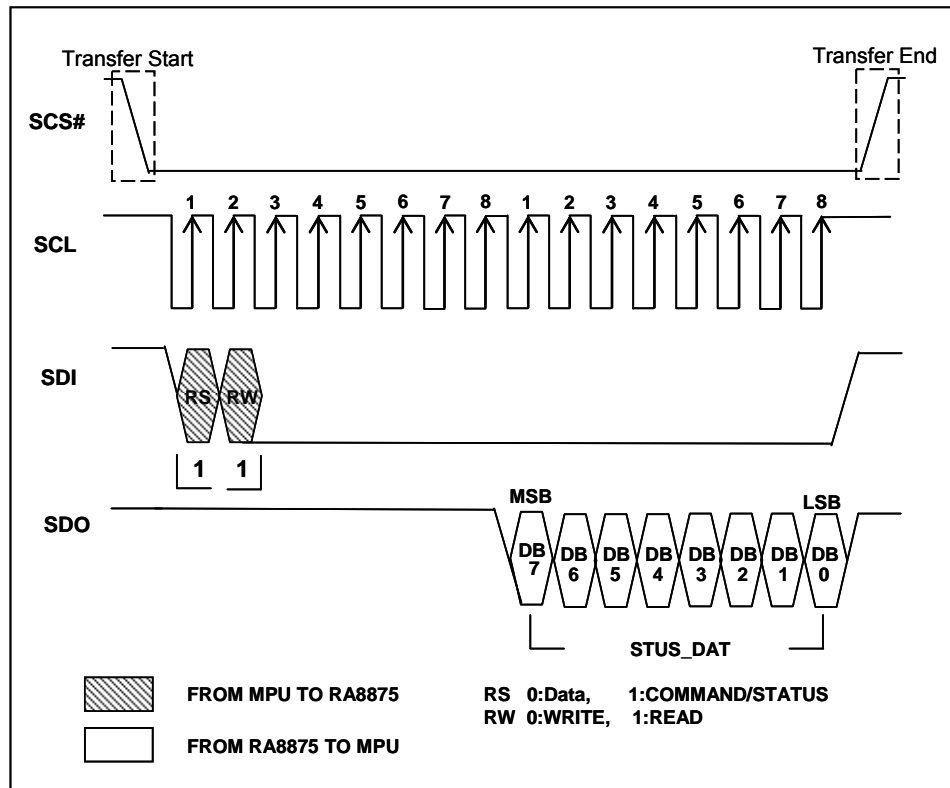 Transfer Start
Transfer End
SCS#
1 2 3 4 5 6 7 8 1 2 3 4 5 6 7 8
SCL
SDI
RS RW
1 1
SDO
MSB
LSB
DB 7 DB 6 DB 5 DB 4 DB 3 DB 2 DB 1 DB 0
STUS_DAT
FROM MPU TO RA8875
RS 0:Data, 1:COMMAND/STATUS
RW 0:WRITE, 1:READ
FROM RA8875 TO MPU